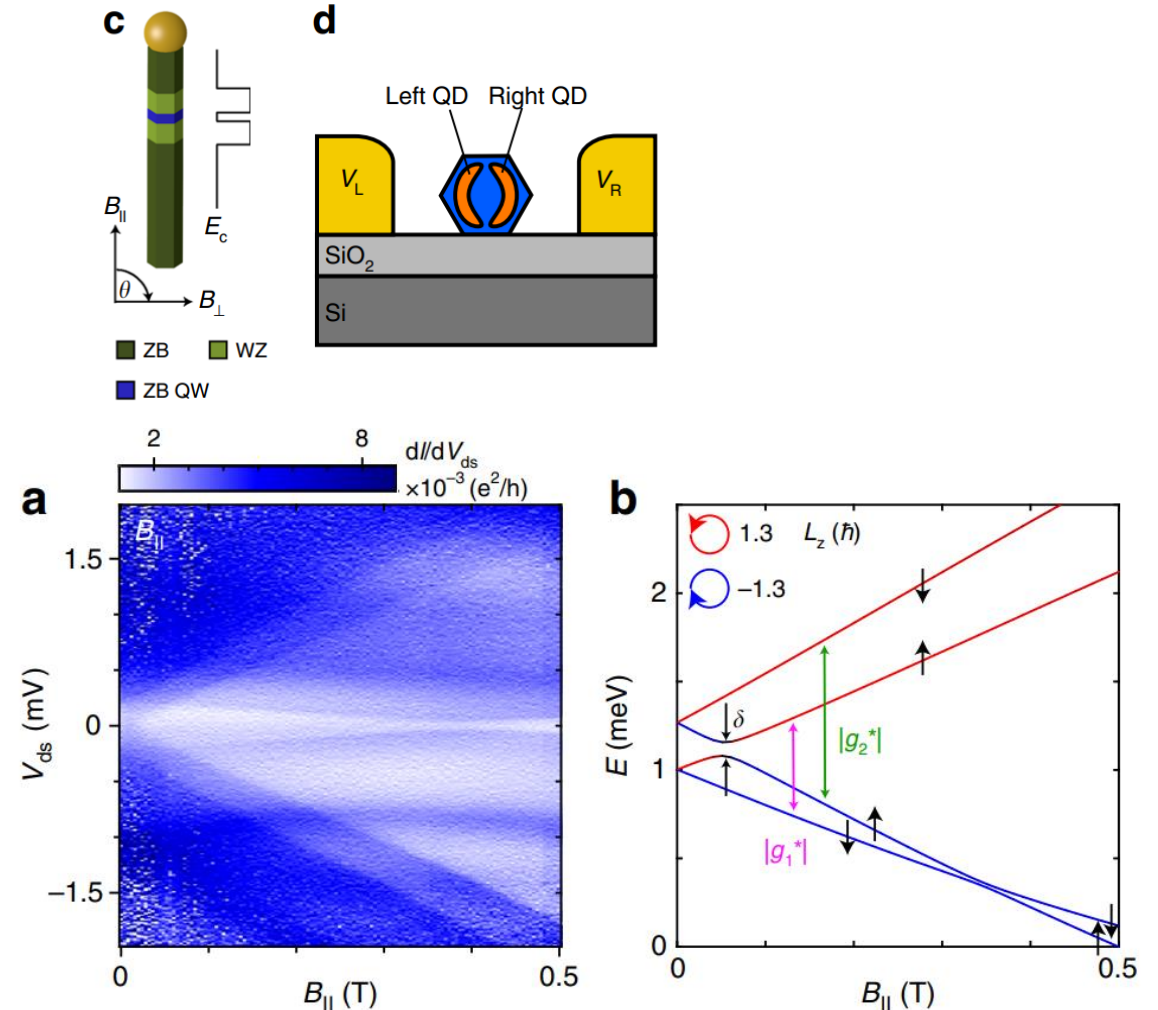 c
d
Left QD Right QD
V_L
V_R
B_||
E_c
θ
B_⊥
SiO_2
Si
ZB WZ
ZB QW
2 8
dI/dV_ds
×10^−3 (e^2/h)
a
B_||
1.5
0
−1.5
V_ds (mV)
0 0.5
B_|| (T)
b
1.3 L_z (ħ)
−1.3
2
δ
|g_2*|
1
|g_1*|
0
E (meV)
0 0.5
B_|| (T)